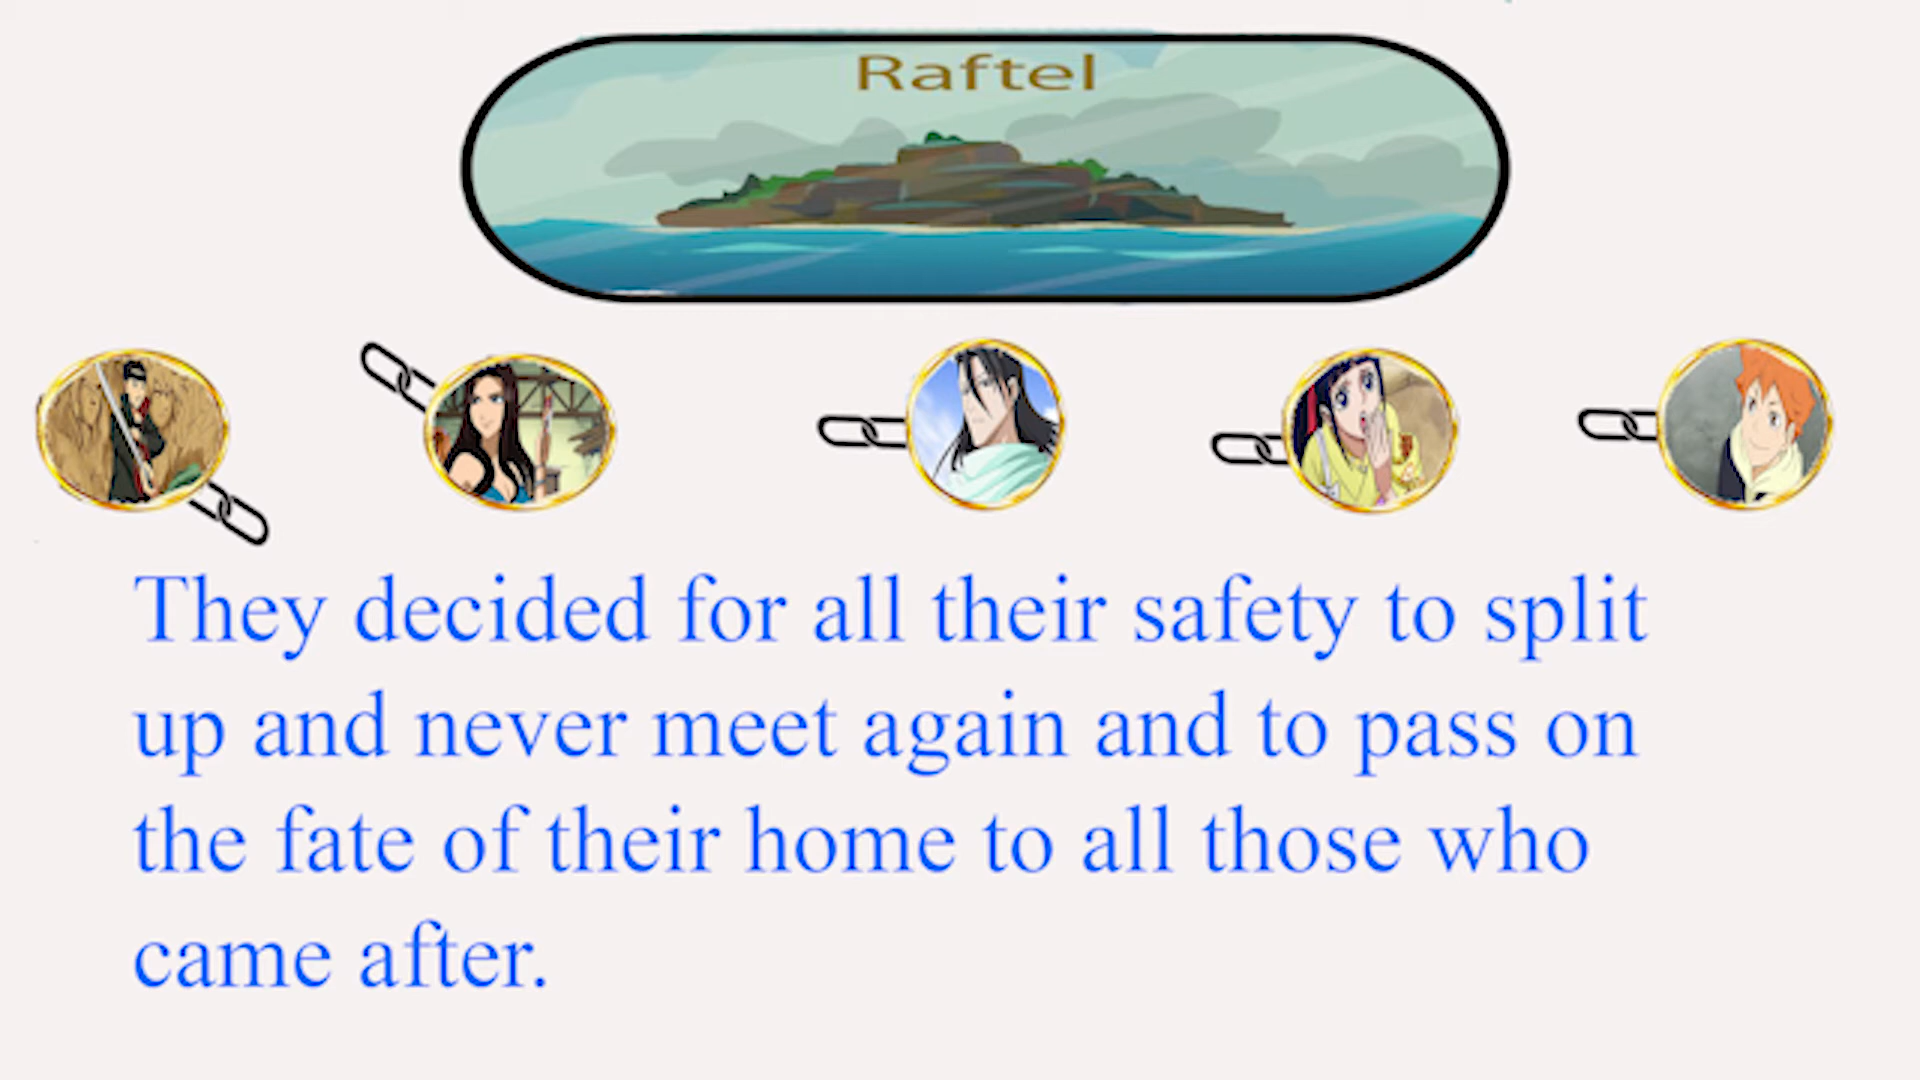 Raftel
They decided for all their safety to split
up and never meet again and to pass on
the fate of their home to all those who
came after.